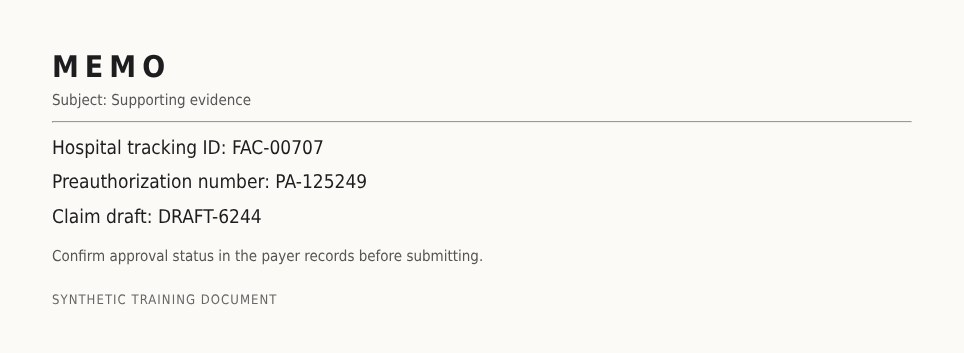 MEMO
Subject: Supporting evidence
Hospital tracking ID: FAC-00707
Preauthorization number: PA-125249
Claim draft: DRAFT-6244
Confirm approval status in the payer records before submitting.
SYNTHETIC TRAINING DOCUMENT